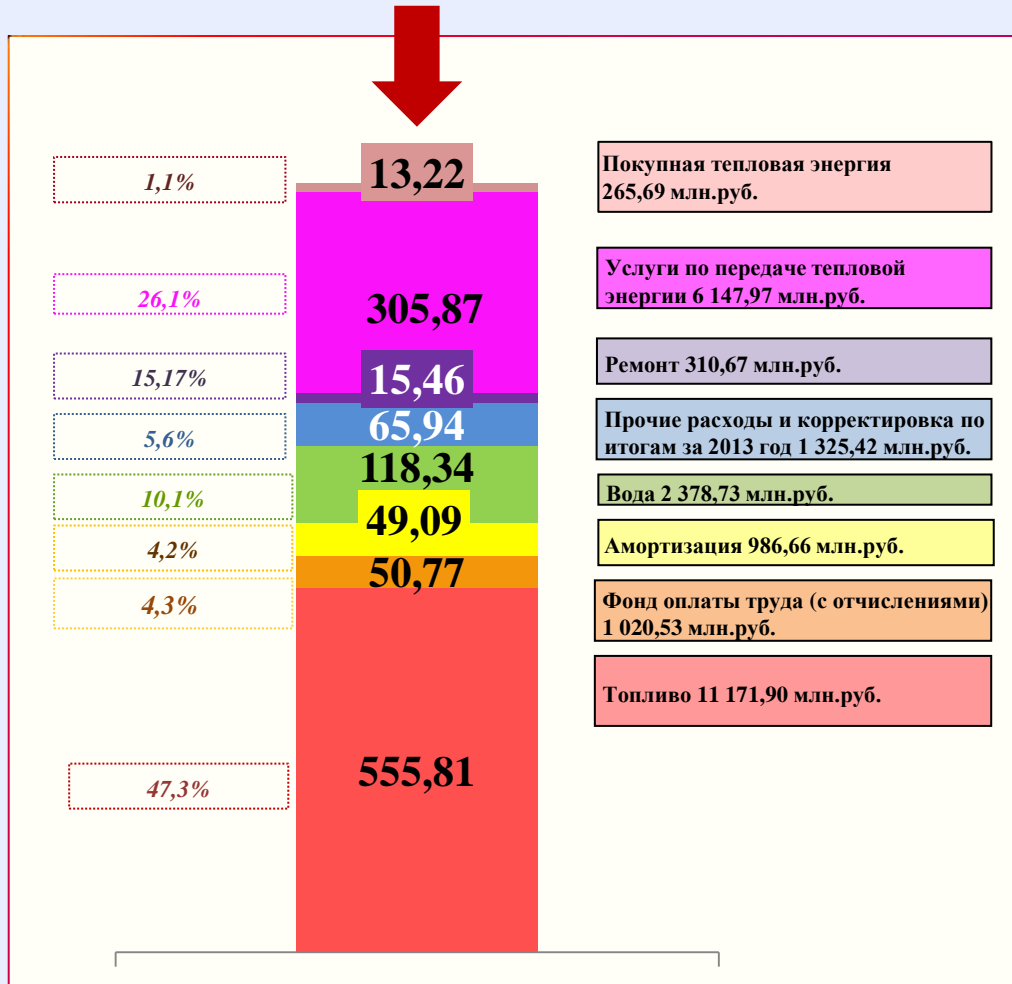 1,1%
13,22
Покупная тепловая энергия
265,69 млн.руб.
26,1%
305,87
Услуги по передаче тепловой
энергии 6 147,97 млн.руб.
15,17%
15,46
Ремонт 310,67 млн.руб.
5,6%
65,94
Прочие расходы и корректировка по
итогам за 2013 год 1 325,42 млн.руб.
10,1%
118,34
Вода 2 378,73 млн.руб.
4,2%
49,09
Амортизация 986,66 млн.руб.
4,3%
50,77
Фонд оплаты труда (с отчислениями)
1 020,53 млн.руб.
Топливо 11 171,90 млн.руб.
47,3%
555,81